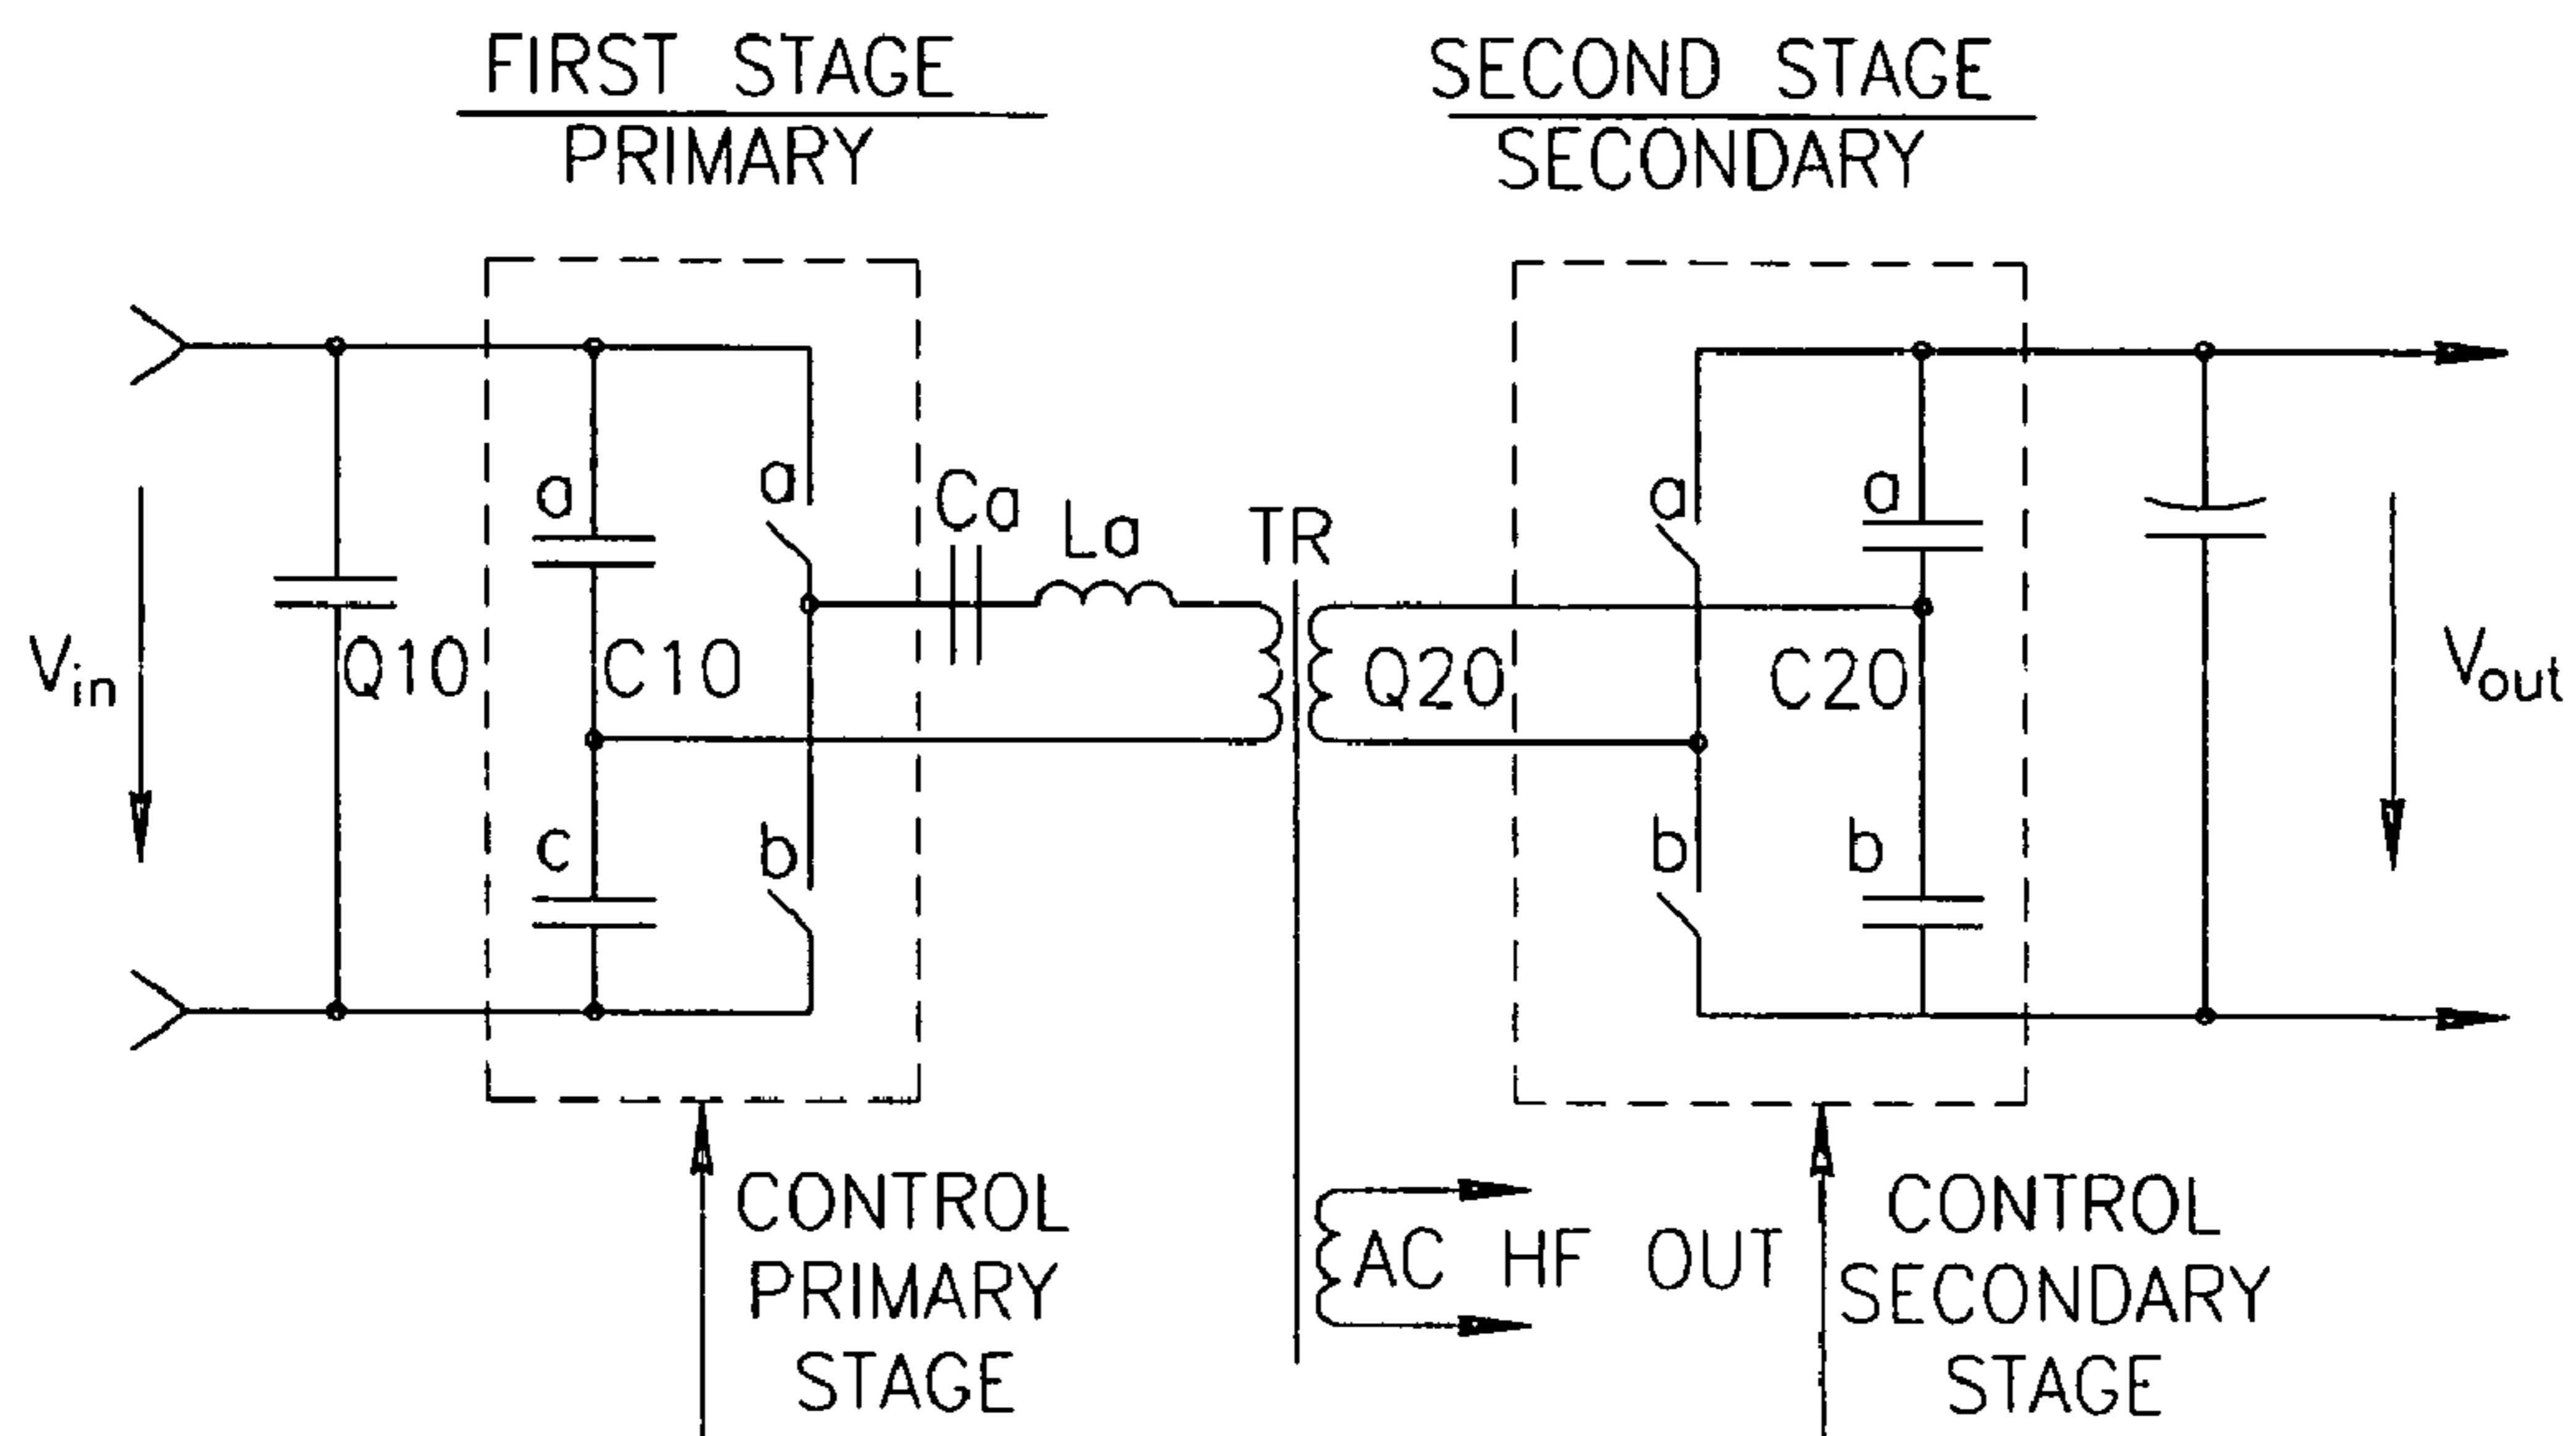 FIRST STAGE
PRIMARY
SECOND STAGE
SECONDARY
a
a
Ca
La
TR
a
a
Vin
Q10
C10
Q20
C20
Vout
c
b
b
b
CONTROL
PRIMARY
STAGE
AC HF OUT
CONTROL
SECONDARY
STAGE